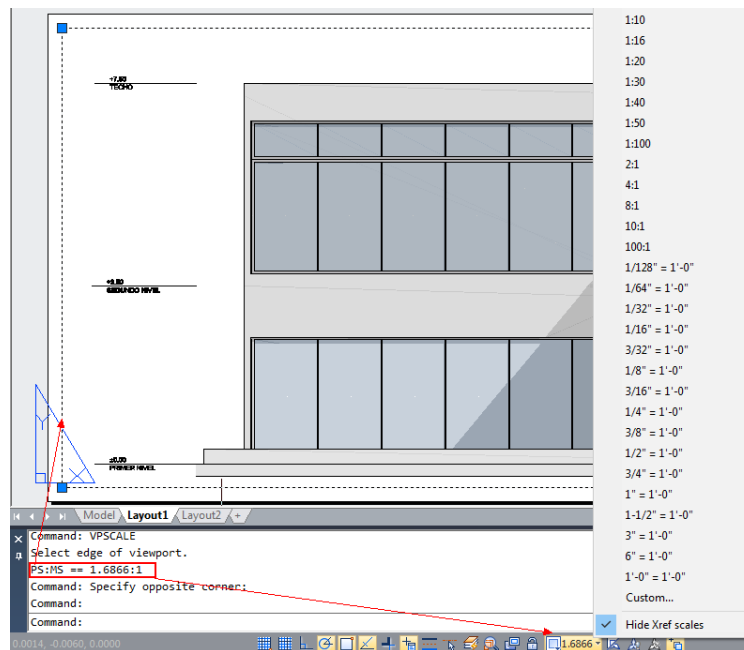 1:10
1:16
1:20
1:30
1:40
1:50
1:100
2:1
4:1
8:1
10:1
100:1
1/128" = 1'-0"
1/64" = 1'-0"
1/32" = 1'-0"
1/16" = 1'-0"
3/32" = 1'-0"
1/8" = 1'-0"
3/16" = 1'-0"
1/4" = 1'-0"
3/8" = 1'-0"
1/2" = 1'-0"
3/4" = 1'-0"
1" = 1'-0"
1-1/2" = 1'-0"
3" = 1'-0"
6" = 1'-0"
1'-0" = 1'-0"
Custom...
Hide Xref scales
TECHO
SEGUNDO NIVEL
±0.00
PRIMER NIVEL
Y
X
Model Layout1 Layout2 +
Command: VPSCALE
Select edge of viewport.
PS:MS == 1.6866:1
Command: Specify opposite corner:
Command:
Command:
0.0014, -0.0060, 0.0000
1.6866